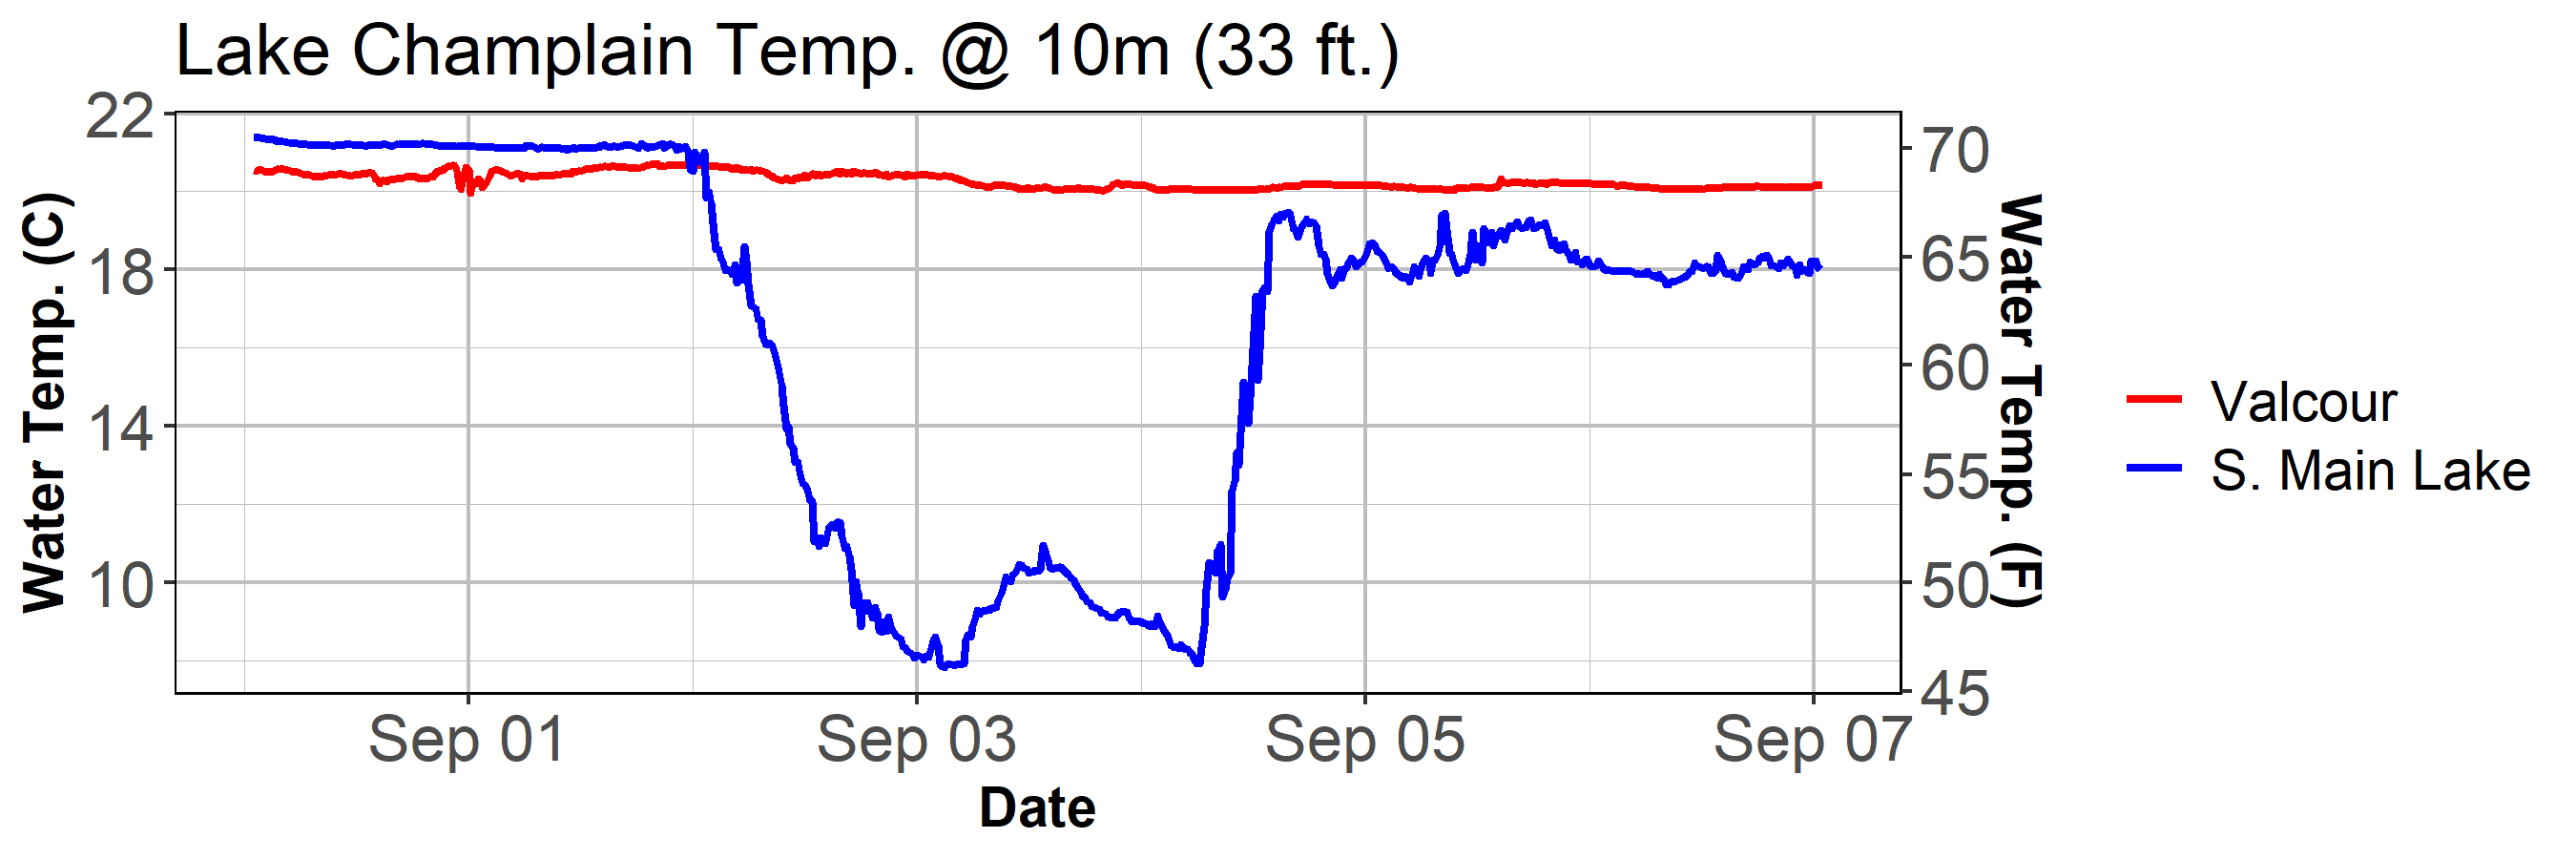 Lake Champlain Temp. @ 10m (33 ft.)
Water Temp. (C)
22
18
14
10
70
65
60
55
50
45
Water Temp. (F)
Sep 01
Sep 03
Sep 05
Sep 07
Date
Valcour
S. Main Lake